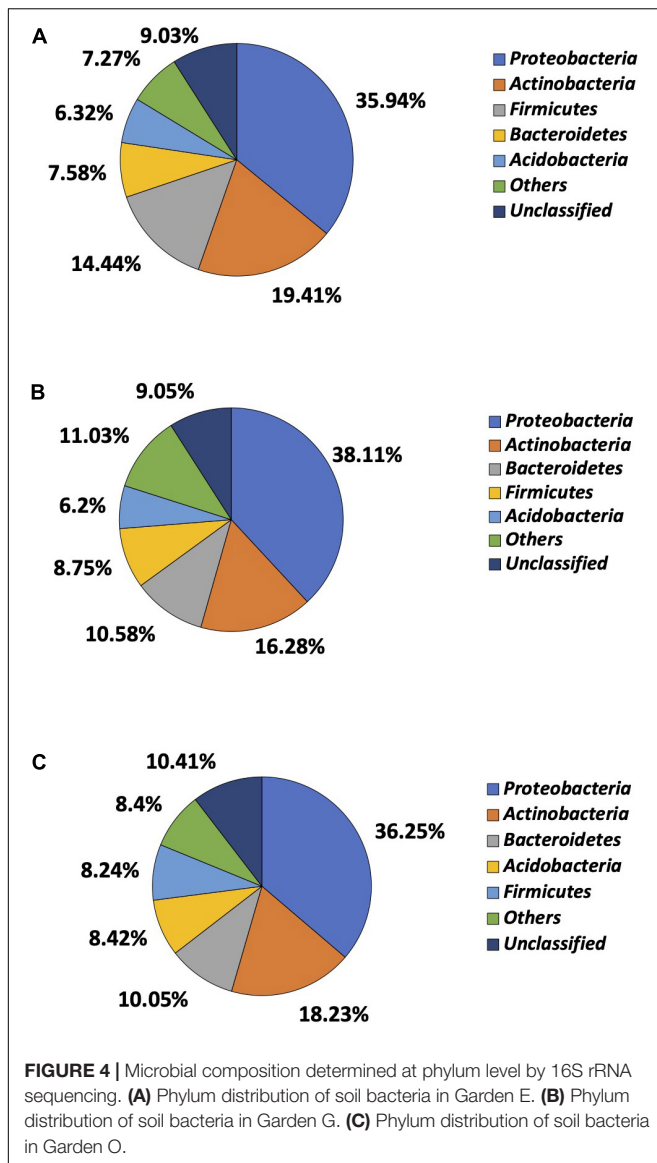 A
9.03%
7.27%
6.32%
7.58%
14.44%
19.41%
35.94%
Proteobacteria
Actinobacteria
Firmicutes
Bacteroidetes
Acidobacteria
Others
Unclassified
B
9.05%
11.03%
6.2%
8.75%
10.58%
16.28%
38.11%
Proteobacteria
Actinobacteria
Bacteroidetes
Firmicutes
Acidobacteria
Others
Unclassified
C
10.41%
8.4%
8.24%
8.42%
10.05%
18.23%
36.25%
Proteobacteria
Actinobacteria
Bacteroidetes
Acidobacteria
Firmicutes
Others
Unclassified
FIGURE 4 | Microbial composition determined at phylum level by 16S rRNA
sequencing. (A) Phylum distribution of soil bacteria in Garden E. (B) Phylum
distribution of soil bacteria in Garden G. (C) Phylum distribution of soil bacteria
in Garden O.